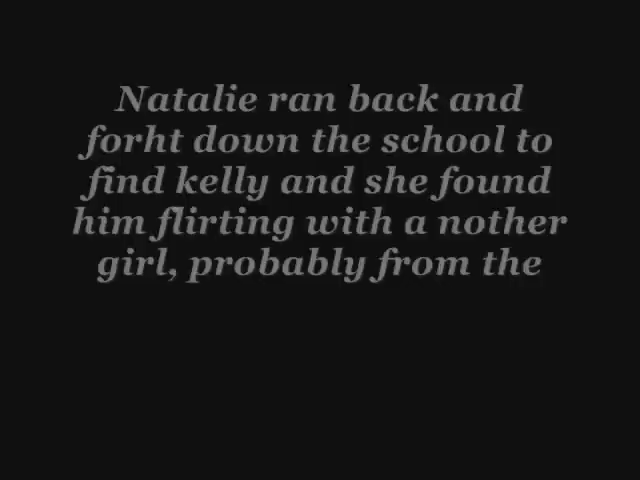 Natalie ran back and
forht down the school to
find kelly and she found
him flirting with a nother
girl, probably from the